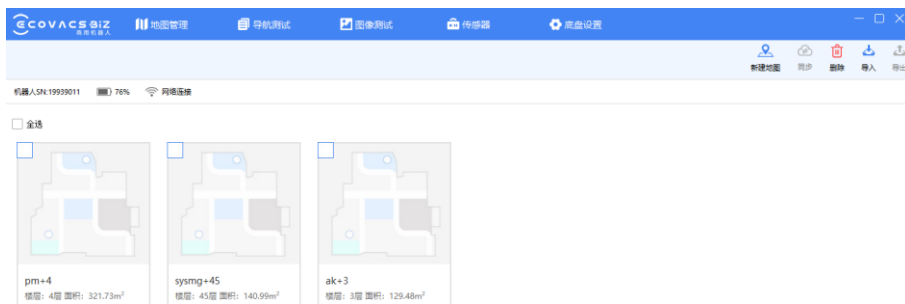 ECOVACS BIZ 地图管理 导航测试 图像测试 传感器 底盘设置
商用机器人
新建地图 同步 删除 导入 导出
机器人SN:19939011 76% 网络连接
全选
pm+4 sysmg+45 ak+3
楼层：4层 面积：321.73m² 楼层：45层 面积：140.99m² 楼层：3层 面积：129.48m²